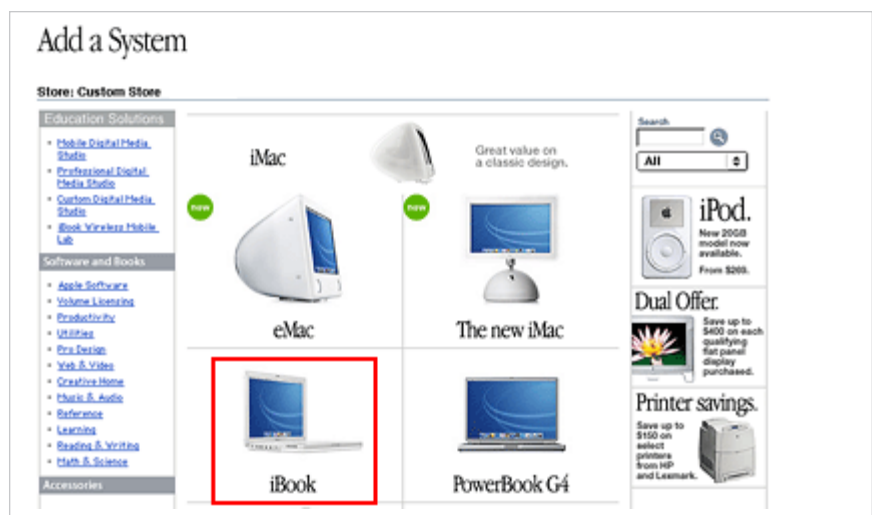 Add a System
Store: Custom Store
Education Solutions
Mobile Digital Media
Studio
Professional Digital
Media Studio
Custom Digital Media
Studio
iBook Wireless Mobile
Lab
Software and Books
Apple Software
Volume Licensing
Productivity
Utilities
Pro Design
Web & Video
Creative Home
Music & Audio
Reference
Learning
Reading & Writing
Math & Science
Accessories
iMac
Great value on
a classic design.
new
eMac
new
The new iMac
iBook
PowerBook G4
Search
All
iPod.
New 20GB
model now
available.
From $269.
Dual Offer.
Save up to
$400 on each
qualifying
flat panel
display
purchased.
Printer savings.
Save up to
$150 on
select
printers
from HP
and Lexmark.